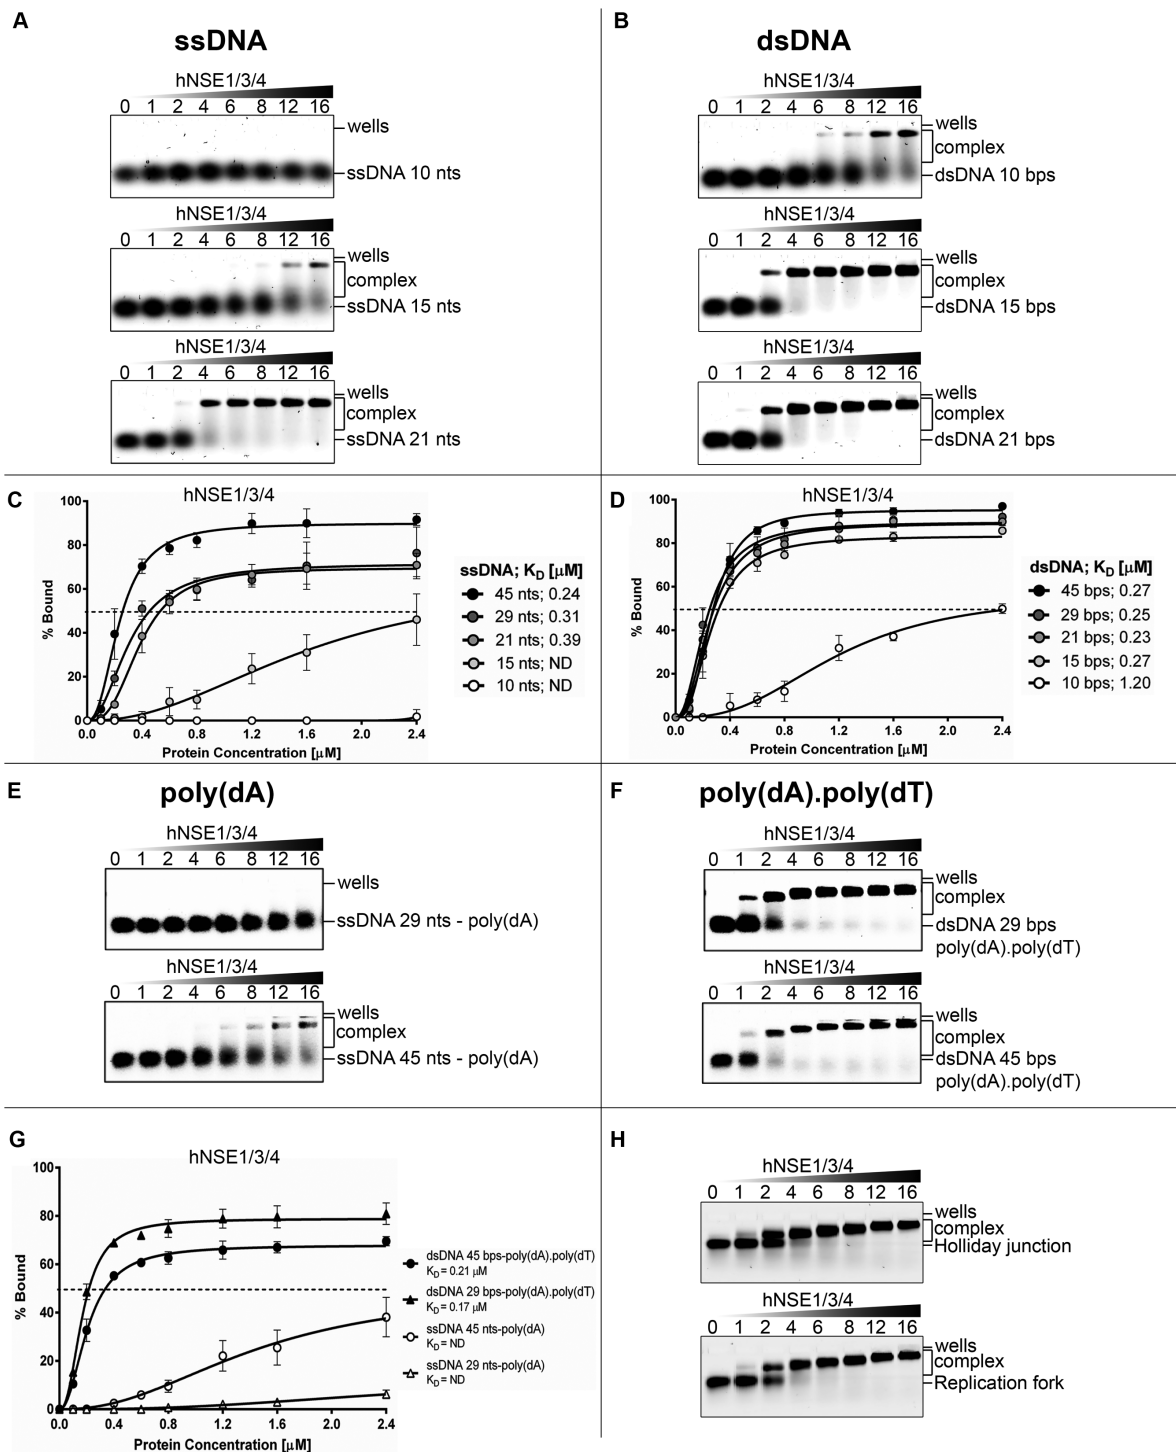 A
ssDNA
hNSE1/3/4
0 1 2 4 6 8 12 16
wells
ssDNA 10 nts
hNSE1/3/4
0 1 2 4 6 8 12 16
wells
complex
ssDNA 15 nts
hNSE1/3/4
0 1 2 4 6 8 12 16
wells
complex
ssDNA 21 nts
B
dsDNA
hNSE1/3/4
0 1 2 4 6 8 12 16
wells
complex
dsDNA 10 bps
hNSE1/3/4
0 1 2 4 6 8 12 16
wells
complex
dsDNA 15 bps
hNSE1/3/4
0 1 2 4 6 8 12 16
wells
complex
dsDNA 21 bps
C
hNSE1/3/4
100
80
60
40
20
0
% Bound
0.0 0.4 0.8 1.2 1.6 2.0 2.4
Protein Concentration [μM]
ssDNA; KD [μM]
45 nts; 0.24
29 nts; 0.31
21 nts; 0.39
15 nts; ND
10 nts; ND
D
hNSE1/3/4
100
80
60
40
20
0
% Bound
0.0 0.4 0.8 1.2 1.6 2.0 2.4
Protein Concentration [μM]
dsDNA; KD [μM]
45 bps; 0.27
29 bps; 0.25
21 bps; 0.23
15 bps; 0.27
10 bps; 1.20
E
poly(dA)
hNSE1/3/4
0 1 2 4 6 8 12 16
wells
ssDNA 29 nts - poly(dA)
hNSE1/3/4
0 1 2 4 6 8 12 16
wells
complex
ssDNA 45 nts - poly(dA)
F
poly(dA).poly(dT)
hNSE1/3/4
0 1 2 4 6 8 12 16
wells
complex
dsDNA 29 bps
poly(dA).poly(dT)
hNSE1/3/4
0 1 2 4 6 8 12 16
wells
complex
dsDNA 45 bps
poly(dA).poly(dT)
G
hNSE1/3/4
100
80
60
40
20
0
% Bound
0.0 0.4 0.8 1.2 1.6 2.0 2.4
Protein Concentration [μM]
dsDNA 45 bps-poly(dA).poly(dT)
KD = 0.21 μM
dsDNA 29 bps-poly(dA).poly(dT)
KD = 0.17 μM
ssDNA 45 nts-poly(dA)
KD = ND
ssDNA 29 nts-poly(dA)
KD = ND
H
hNSE1/3/4
0 1 2 4 6 8 12 16
wells
complex
Holliday junction
hNSE1/3/4
0 1 2 4 6 8 12 16
wells
complex
Replication fork